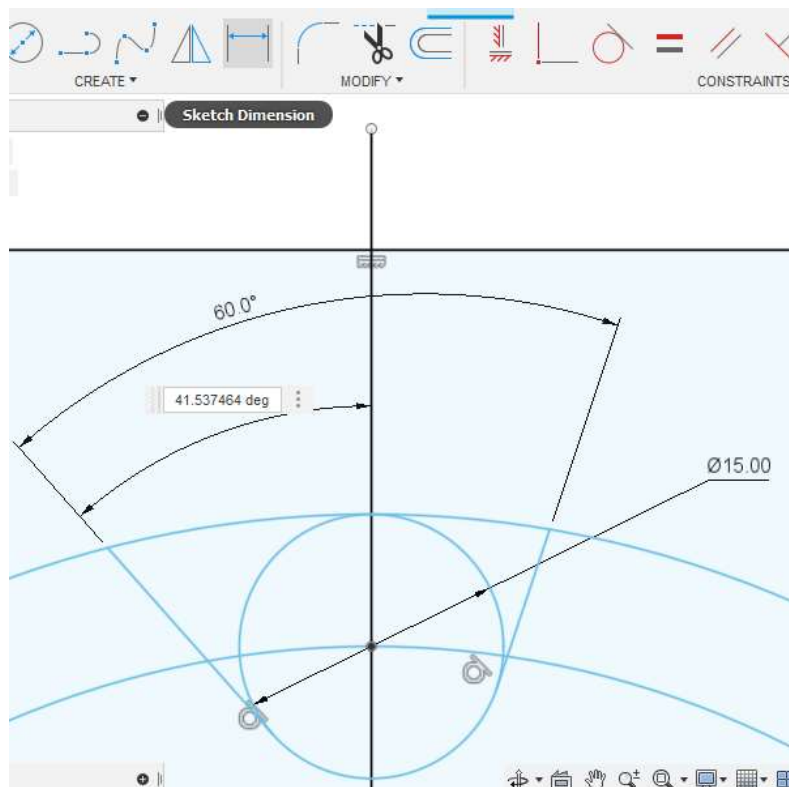 CREATE ▾
MODIFY ▾
CONSTRAINTS
Sketch Dimension
60.0°
41.537464 deg
Ø15.00